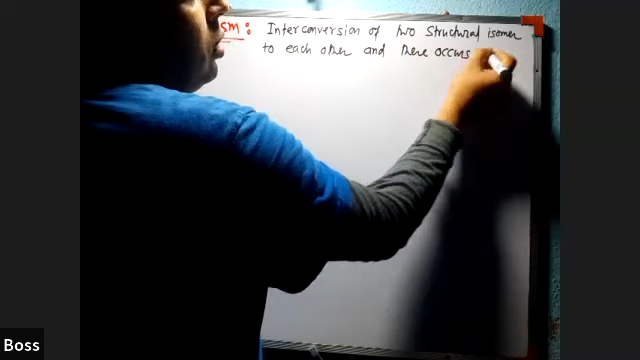 sm : Interconversion of two structural isomer
to each other and there occurs
Boss